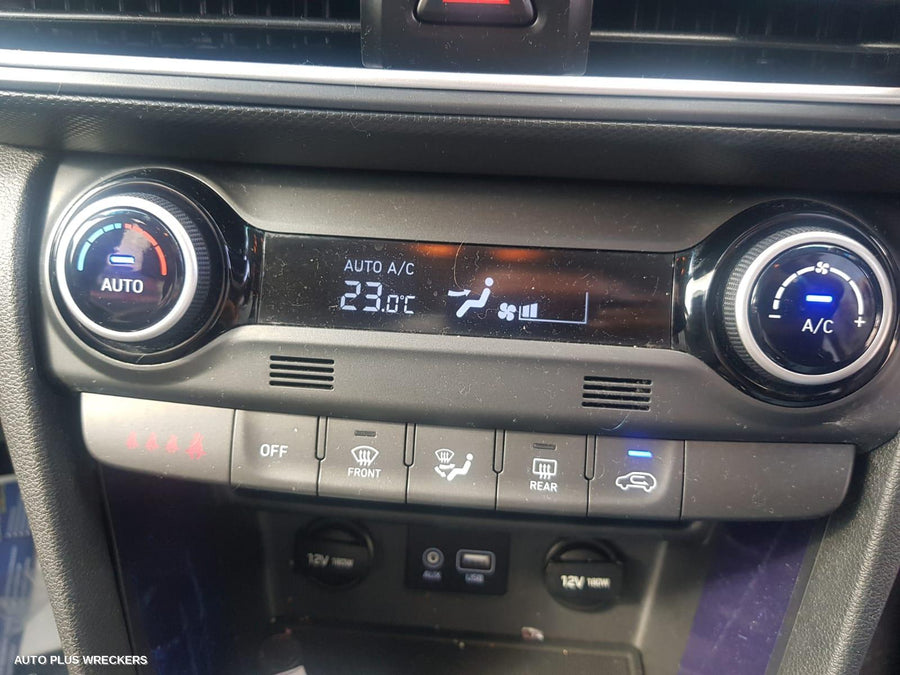 AUTO A/C
23.0°C
AUTO
A/C
−
+
OFF
FRONT
REAR
12V 180W
AUX
USB
12V 180W
AUTO PLUS WRECKERS